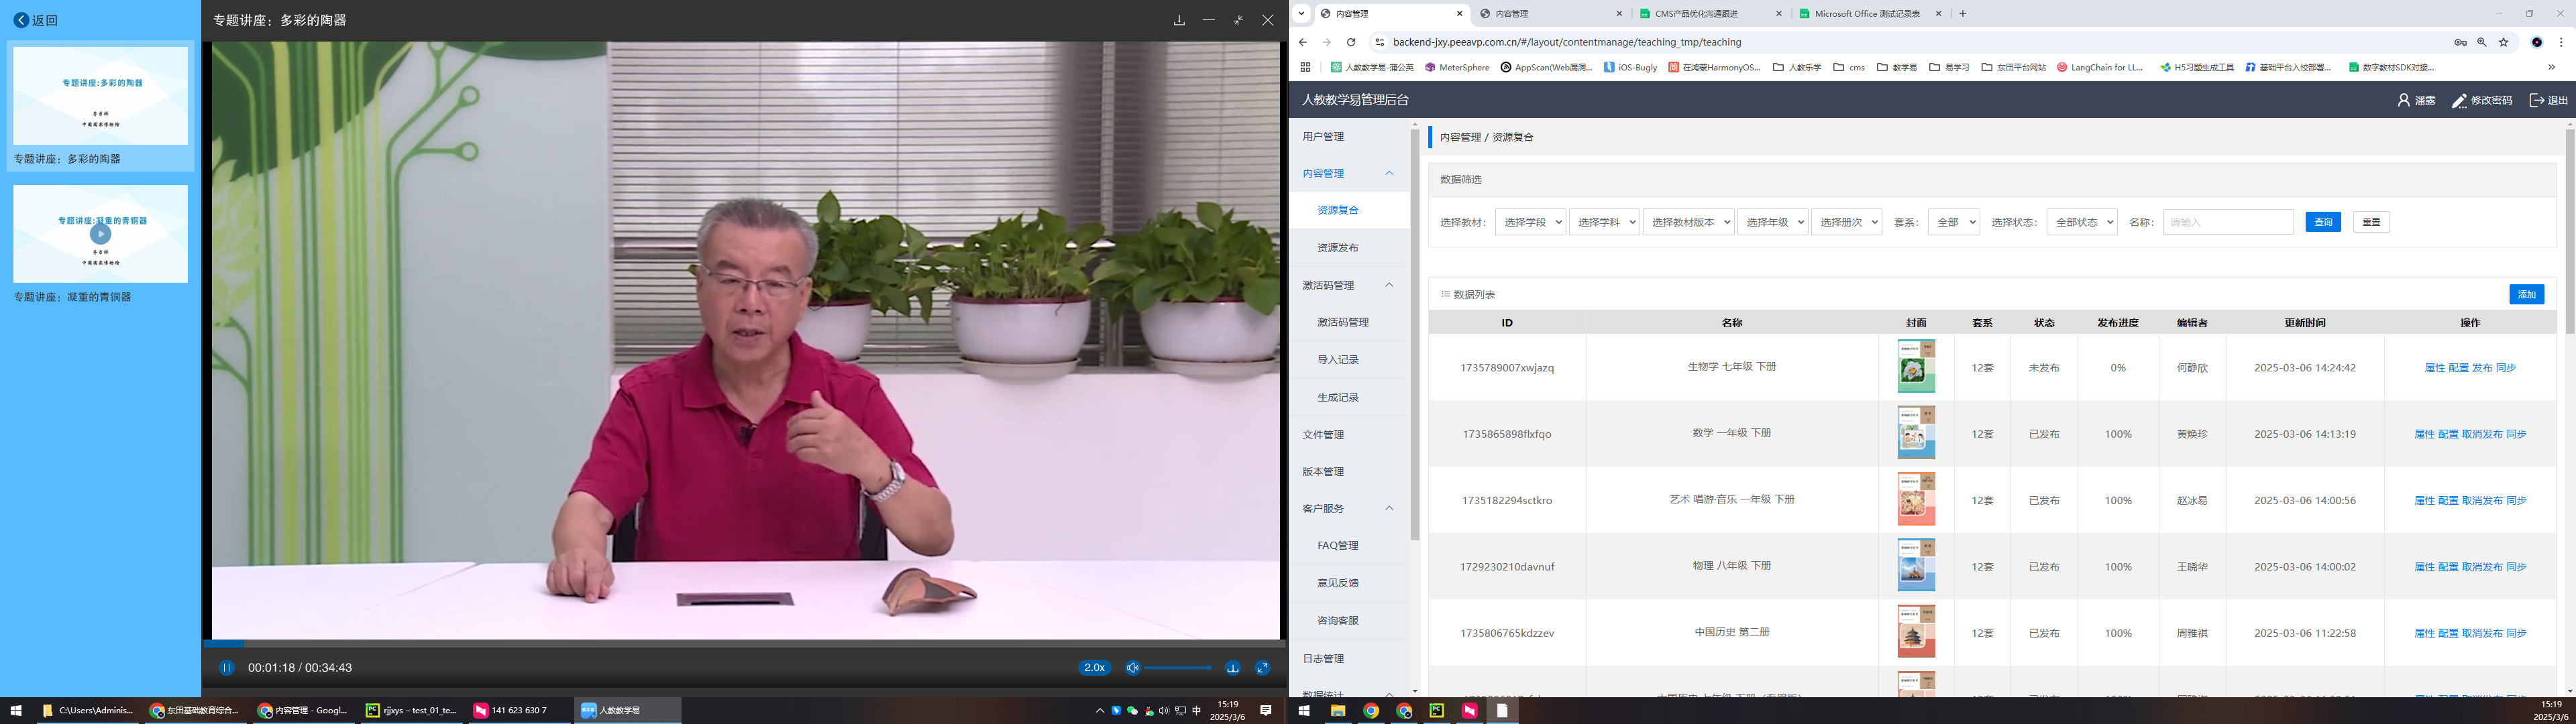 返回
专题讲座:多彩的陶器
齐吉祥
中国国家博物馆
专题讲座：多彩的陶器
专题讲座:凝重的青铜器
齐吉祥
中国国家博物馆
专题讲座：凝重的青铜器
专题讲座：多彩的陶器
00:01:18 / 00:34:43
2.0x
C:\Users\Adminis...
东田基础教育综合...
内容管理 - Googl...
rjjxys – test_01_te...
141 623 630 7
人教教学易
中
15:19
2025/3/6
内容管理
内容管理
CMS产品优化沟通跟进
Microsoft Office 测试记录表
backend-jxy.peeavp.com.cn/#/layout/contentmanage/teaching_tmp/teaching
人教教学易-蒲公英
MeterSphere
AppScan(Web漏洞...
iOS-Bugly
在鸿蒙HarmonyOS...
人教乐学
cms
教学易
易学习
东田平台网站
LangChain for LL...
H5习题生成工具
基础平台入校部署...
数字教材SDK对接...
人教教学易管理后台
潘露
修改密码
退出
用户管理
内容管理
资源复合
资源发布
激活码管理
激活码管理
导入记录
生成记录
文件管理
版本管理
客户服务
FAQ管理
意见反馈
咨询客服
日志管理
数据统计
内容管理 / 资源复合
数据筛选
选择教材： 选择学段 选择学科 选择教材版本 选择年级 选择册次 套系： 全部 选择状态： 全部状态 名称： 请输入 查询 重置
数据列表 添加
ID 名称 封面 套系 状态 发布进度 编辑者 更新时间 操作
1735789007xwjazq 生物学 七年级 下册 12套 未发布 0% 何静欣 2025-03-06 14:24:42 属性 配置 发布 同步
1735865898flxfqo 数学 一年级 下册 12套 已发布 100% 黄焕珍 2025-03-06 14:13:19 属性 配置 取消发布 同步
1735182294sctkro 艺术 唱游·音乐 一年级 下册 12套 已发布 100% 赵冰易 2025-03-06 14:00:56 属性 配置 取消发布 同步
1729230210davnuf 物理 八年级 下册 12套 已发布 100% 王晓华 2025-03-06 14:00:02 属性 配置 取消发布 同步
1735806765kdzzev 中国历史 第二册 12套 已发布 100% 周雅祺 2025-03-06 11:22:58 属性 配置 取消发布 同步
15:19
2025/3/6